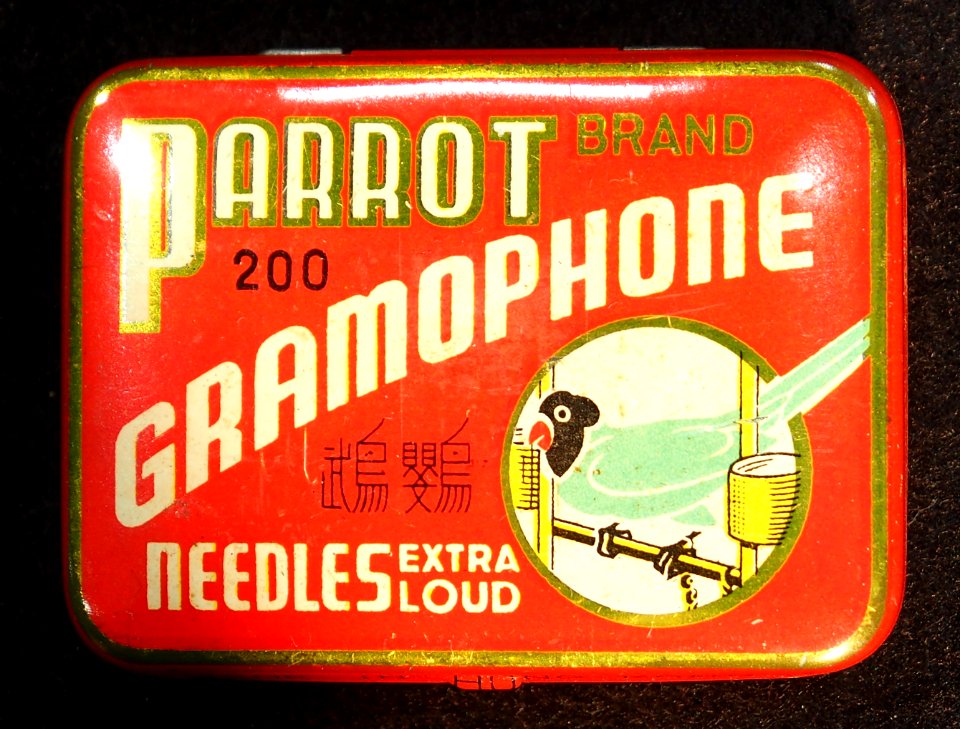 PARROT BRAND
200
GRAMOPHONE
鸚鵡
NEEDLES EXTRA
LOUD